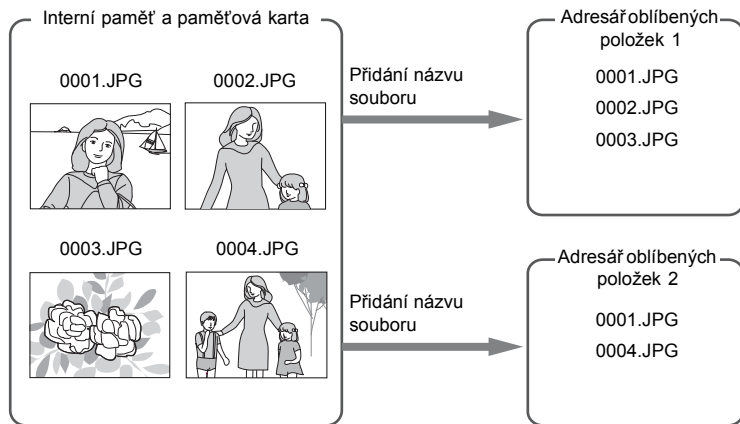 Interní paměť a paměťová karta
0001.JPG
0002.JPG
0003.JPG
0004.JPG
Přidání názvu
souboru
Adresář oblíbených
položek 1
0001.JPG
0002.JPG
0003.JPG
Přidání názvu
souboru
Adresář oblíbených
položek 2
0001.JPG
0004.JPG